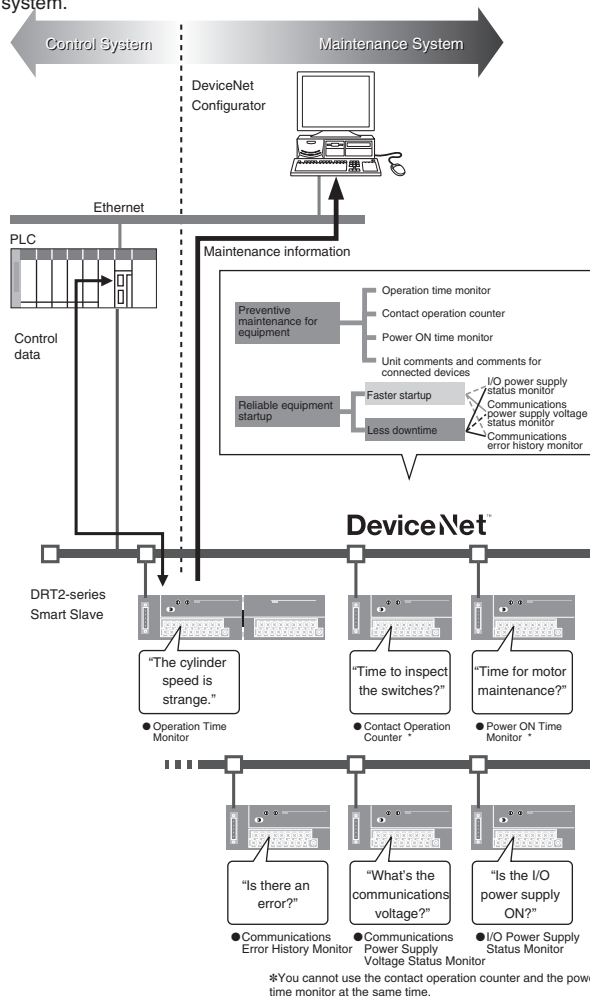 system.
Control System
Maintenance System
DeviceNet
Configurator
Ethernet
PLC
Maintenance information
Control
data
Preventive
maintenance for
equipment
Operation time monitor
Contact operation counter
Power ON time monitor
Unit comments and comments for
connected devices
Reliable equipment
startup
Faster startup
Less downtime
I/O power supply
status monitor
Communications
power supply voltage
status monitor
Communications
error history monitor
DeviceNet™
DRT2-series
Smart Slave
“The cylinder
speed is
strange.”
“Time to inspect
the switches?”
“Time for motor
maintenance?”
● Operation Time
Monitor
● Contact Operation
Counter *
● Power ON Time
Monitor *
“Is there an
error?”
“What’s the
communications
voltage?”
“Is the I/O
power supply
ON?”
● Communications
Error History Monitor
● Communications
Power Supply
Voltage Status Monitor
● I/O Power Supply
Status Monitor
✽You cannot use the contact operation counter and the
time monitor at the same time.